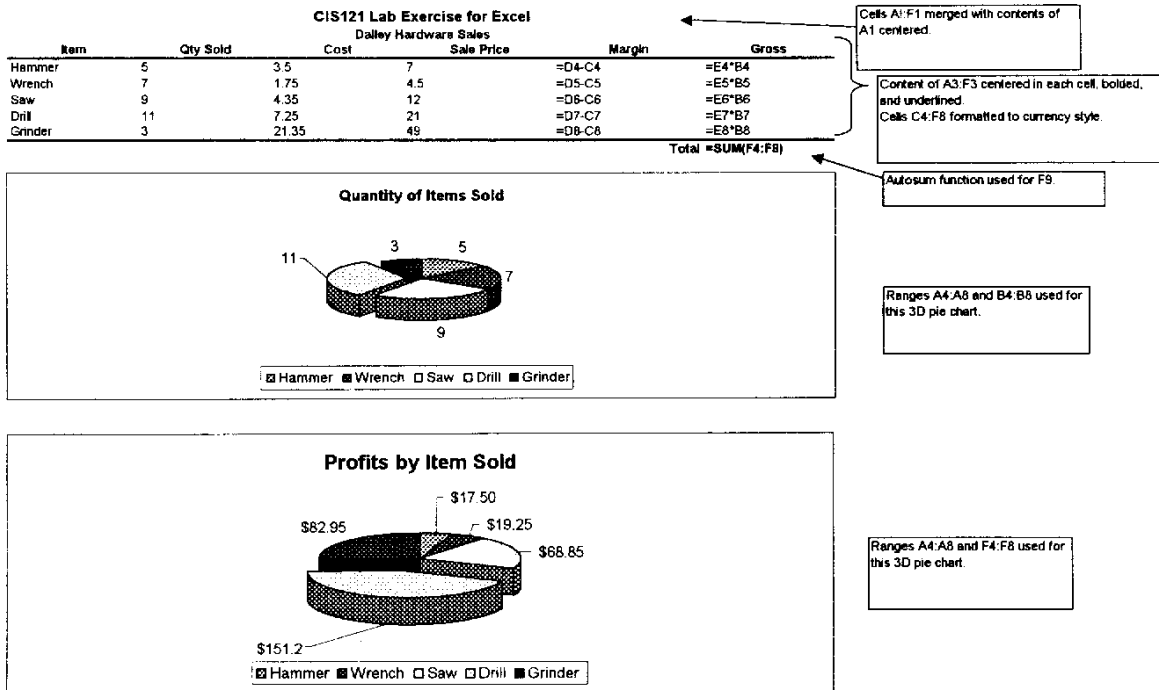 CIS121 Lab Exercise for Excel
Dalley Hardware Sales
Item Qty Sold Cost Sale Price Margin Gross
Hammer 5 3.5 7 =D4-C4 =E4*B4
Wrench 7 1.75 4.5 =D5-C5 =E5*B5
Saw 9 4.35 12 =D6-C6 =E6*B6
Drill 11 7.25 21 =D7-C7 =E7*B7
Grinder 3 21.35 49 =D8-C8 =E8*B8
Total =SUM(F4:F8)
Cells A!:F1 merged with contents of
A1 centered.
Content of A3:F3 centered in each cell, bolded,
and underlined.
Cells C4:F8 formatted to currency style.
Autosum function used for F9.
Quantity of Items Sold
3
5
11
7
9
Hammer Wrench Saw Drill Grinder
Ranges A4:A8 and B4:B8 used for
this 3D pie chart.
Profits by Item Sold
$17.50
$82.95
$19.25
$68.85
$151.2
Hammer Wrench Saw Drill Grinder
Ranges A4:A8 and F4:F8 used for
this 3D pie chart.